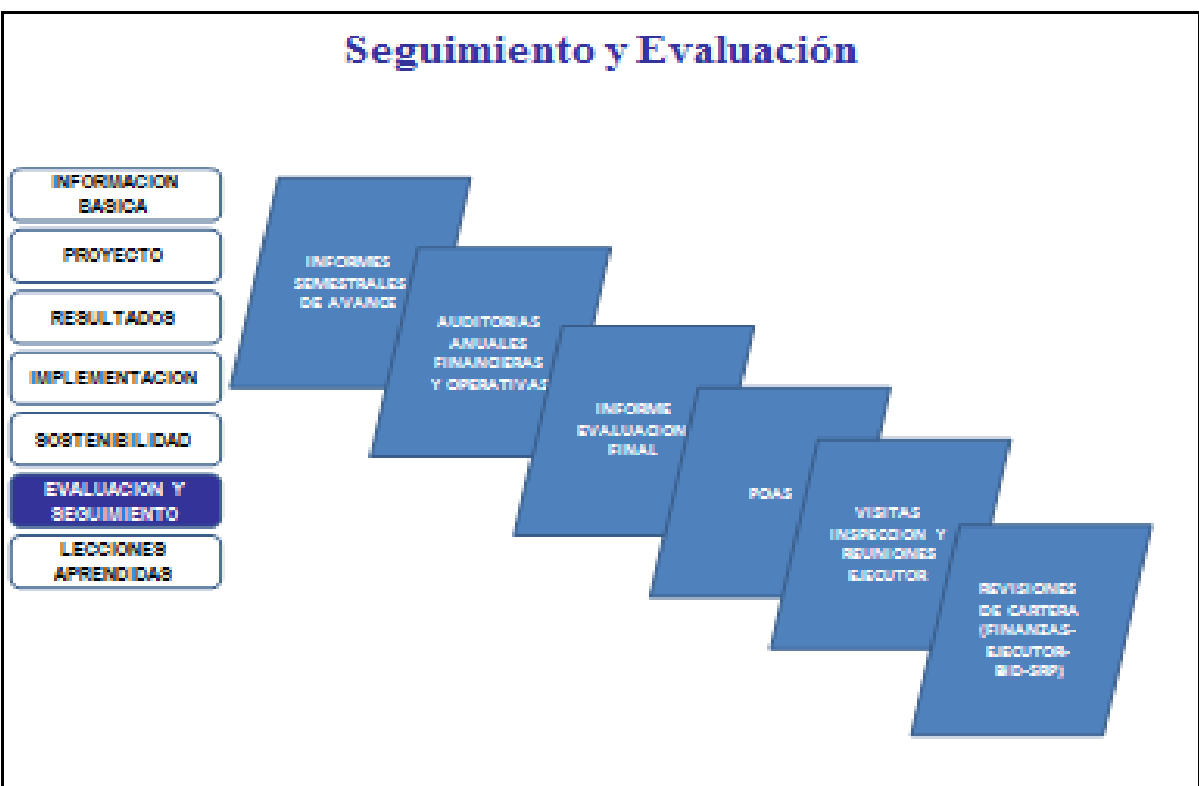 Seguimiento y Evaluación
INFORMACION
BASICA
PROYECTO
RESULTADOS
IMPLEMENTACION
SOSTENIBILIDAD
EVALUACION Y
SEGUIMIENTO
LECCIONES
APRENDIDAS
INFORMES
SEMESTRALES
DE AVANCE
AUDITORIAS
ANUALES
FINANCIERAS
Y OPERATIVAS
INFORME
EVALUACION
FINAL
POAS
VISITAS
INSPECCION Y
REUNIONES
EJECUTOR
REVISIONES
DE CARTERA
(FINANZAS-
EJECUTOR-
BID-SRP)